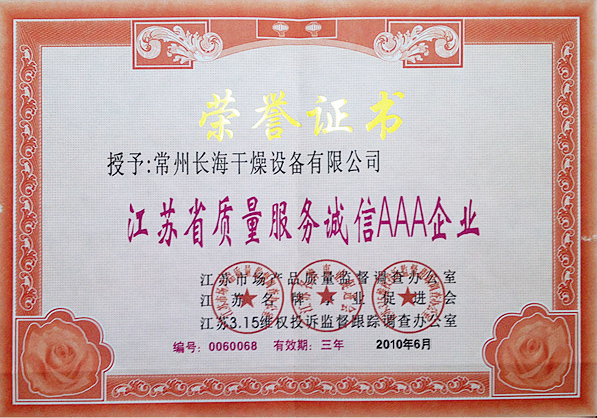 荣誉证书
授予:常州长海干燥设备有限公司
江苏省质量服务诚信AAA企业
江苏市场产品质量监督调查办公室
江苏名牌事业促进会
江苏3.15维权投诉监督跟踪调查办公室
编号: 0060068 有效期: 三年 2010年6月